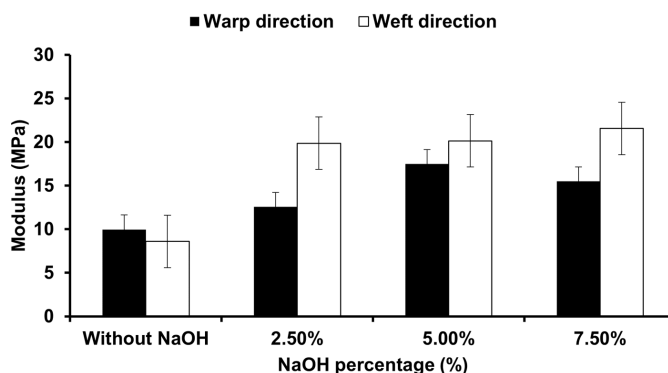 Warp direction Weft direction
30
25
20
15
10
5
0
Modulus (MPa)
Without NaOH 2.50% 5.00% 7.50%
NaOH percentage (%)